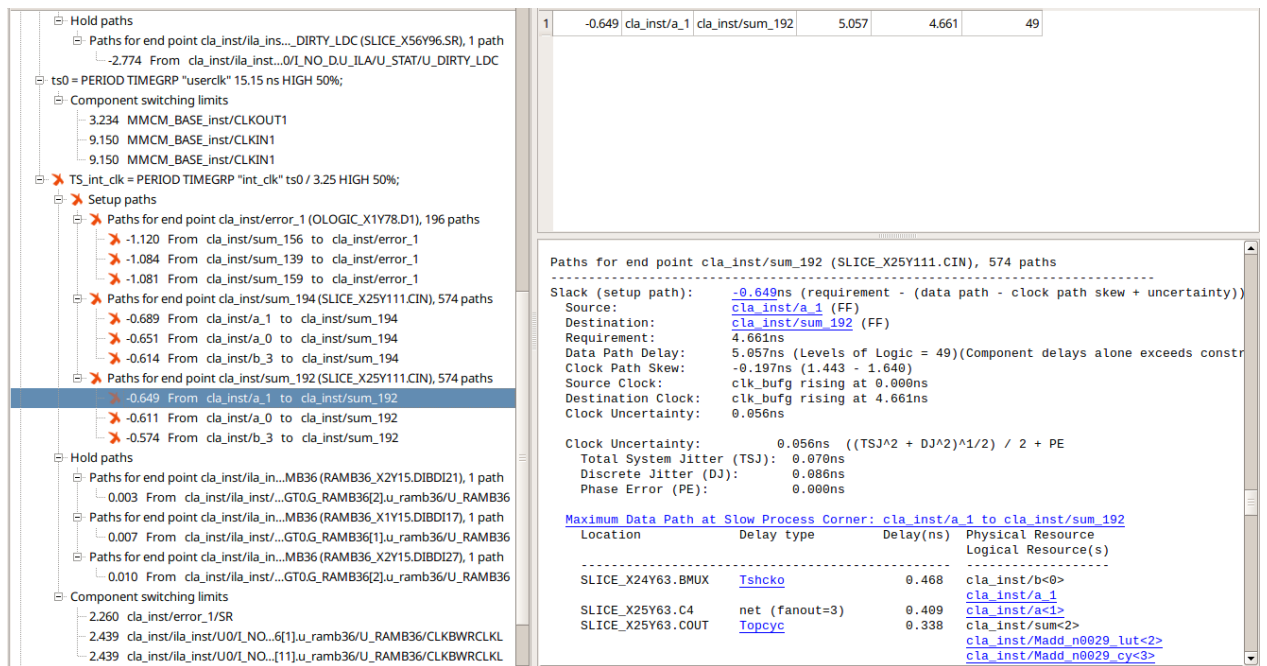 Hold paths
Paths for end point cla_inst/ila_ins..._DIRTY_LDC (SLICE_X56Y96.SR), 1 path
-2.774 From cla_inst/ila_inst...0/I_NO_D.U_ILA/U_STAT/U_DIRTY_LDC
ts0 = PERIOD TIMEGRP "userclk" 15.15 ns HIGH 50%;
Component switching limits
3.234 MMCM_BASE_inst/CLKOUT1
9.150 MMCM_BASE_inst/CLKIN1
9.150 MMCM_BASE_inst/CLKIN1
TS_int_clk = PERIOD TIMEGRP "int_clk" ts0 / 3.25 HIGH 50%;
Setup paths
Paths for end point cla_inst/error_1 (OLOGIC_X1Y78.D1), 196 paths
-1.120 From cla_inst/sum_156 to cla_inst/error_1
-1.084 From cla_inst/sum_139 to cla_inst/error_1
-1.081 From cla_inst/sum_159 to cla_inst/error_1
Paths for end point cla_inst/sum_194 (SLICE_X25Y111.CIN), 574 paths
-0.689 From cla_inst/a_1 to cla_inst/sum_194
-0.651 From cla_inst/a_0 to cla_inst/sum_194
-0.614 From cla_inst/b_3 to cla_inst/sum_194
Paths for end point cla_inst/sum_192 (SLICE_X25Y111.CIN), 574 paths
-0.649 From cla_inst/a_1 to cla_inst/sum_192
-0.611 From cla_inst/a_0 to cla_inst/sum_192
-0.574 From cla_inst/b_3 to cla_inst/sum_192
Hold paths
Paths for end point cla_inst/ila_in...MB36 (RAMB36_X2Y15.DIBDI21), 1 path
0.003 From cla_inst/ila_inst/...GT0.G_RAMB36[2].u_ramb36/U_RAMB36
Paths for end point cla_inst/ila_in...MB36 (RAMB36_X1Y15.DIBDI17), 1 path
0.007 From cla_inst/ila_inst/...GT0.G_RAMB36[1].u_ramb36/U_RAMB36
Paths for end point cla_inst/ila_in...MB36 (RAMB36_X2Y15.DIBDI27), 1 path
0.010 From cla_inst/ila_inst/...GT0.G_RAMB36[2].u_ramb36/U_RAMB36
Component switching limits
2.260 cla_inst/error_1/SR
2.439 cla_inst/ila_inst/U0/I_NO...6[1].u_ramb36/U_RAMB36/CLKBWRCLKL
2.439 cla_inst/ila_inst/U0/I_NO...[11].u_ramb36/U_RAMB36/CLKBWRCLKL
1 -0.649 cla_inst/a_1 cla_inst/sum_192 5.057 4.661 49
Paths for end point cla_inst/sum_192 (SLICE_X25Y111.CIN), 574 paths
Slack (setup path): -0.649ns (requirement - (data path - clock path skew + uncertainty))
Source: cla_inst/a_1 (FF)
Destination: cla_inst/sum_192 (FF)
Requirement: 4.661ns
Data Path Delay: 5.057ns (Levels of Logic = 49)(Component delays alone exceeds constr
Clock Path Skew: -0.197ns (1.443 - 1.640)
Source Clock: clk_bufg rising at 0.000ns
Destination Clock: clk_bufg rising at 4.661ns
Clock Uncertainty: 0.056ns
Clock Uncertainty: 0.056ns ((TSJ^2 + DJ^2)^1/2) / 2 + PE
Total System Jitter (TSJ): 0.070ns
Discrete Jitter (DJ): 0.086ns
Phase Error (PE): 0.000ns
Maximum Data Path at Slow Process Corner: cla_inst/a_1 to cla_inst/sum_192
Location Delay type Delay(ns) Physical Resource
Logical Resource(s)
SLICE_X24Y63.BMUX Tshcko 0.468 cla_inst/b<0>
cla_inst/a_1
SLICE_X25Y63.C4 net (fanout=3) 0.409 cla_inst/a<1>
SLICE_X25Y63.COUT Topcyc 0.338 cla_inst/sum<2>
cla_inst/Madd_n0029_lut<2>
cla_inst/Madd_n0029_cy<3>